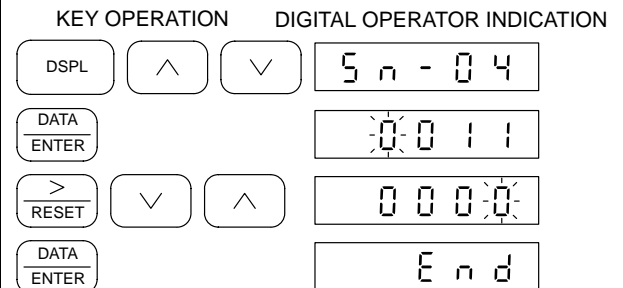 KEY OPERATION DIGITAL OPERATOR INDICATION
DSPL ∧ ∨ Sn-04
DATA
ENTER
0011
>
RESET
∨ ∧ 0000
DATA
ENTER
End